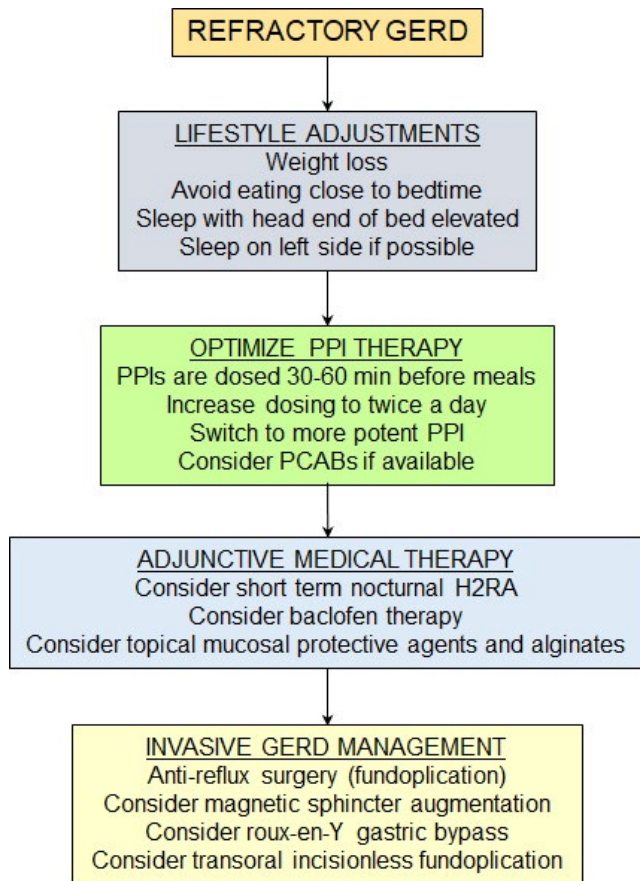 REFRACTORY GERD
LIFESTYLE ADJUSTMENTS
Weight loss
Avoid eating close to bedtime
Sleep with head end of bed elevated
Sleep on left side if possible
OPTIMIZE PPI THERAPY
PPIs are dosed 30-60 min before meals
Increase dosing to twice a day
Switch to more potent PPI
Consider PCABs if available
ADJUNCTIVE MEDICAL THERAPY
Consider short term nocturnal H2RA
Consider baclofen therapy
Consider topical mucosal protective agents and alginates
INVASIVE GERD MANAGEMENT
Anti-reflux surgery (fundoplication)
Consider magnetic sphincter augmentation
Consider roux-en-Y gastric bypass
Consider transoral incisionless fundoplication